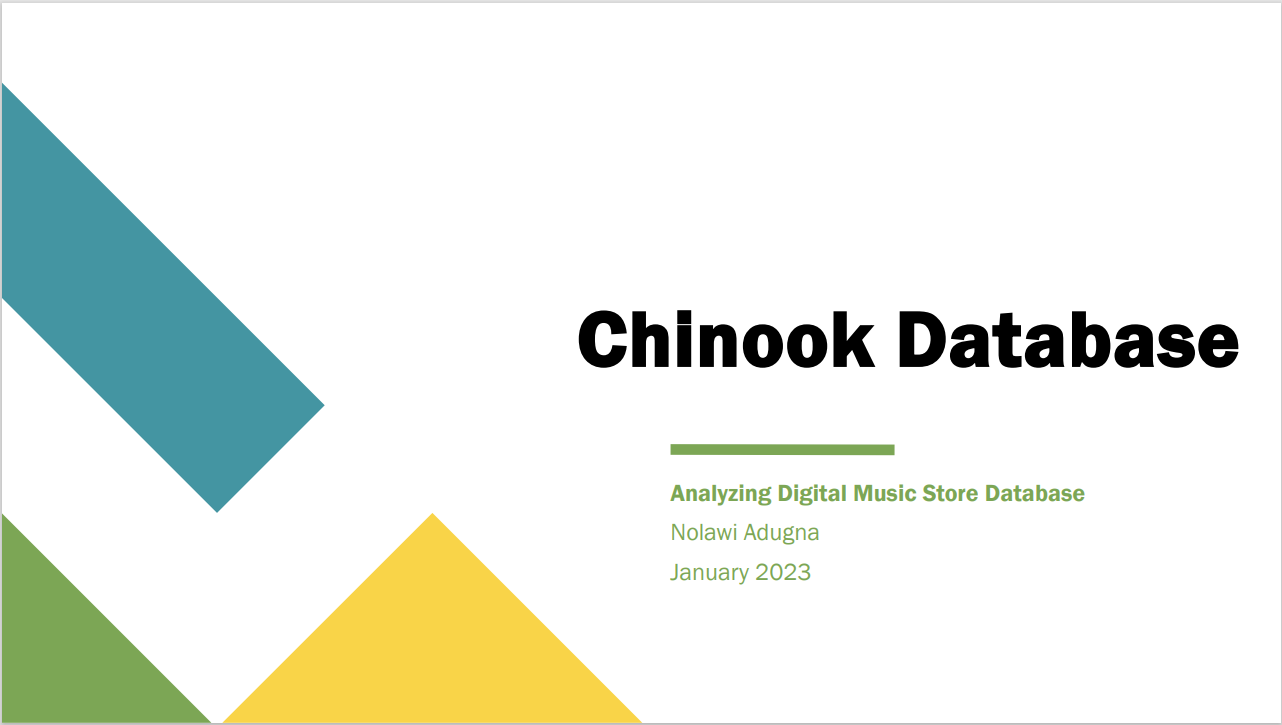 Chinook Database
Analyzing Digital Music Store Database
Nolawi Adugna
January 2023